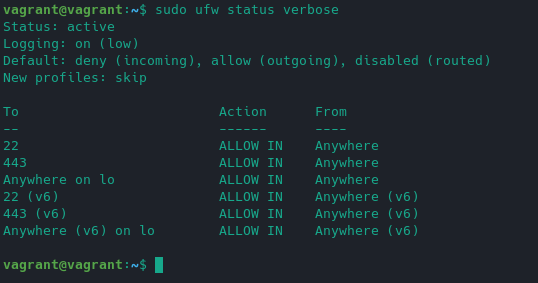 vagrant@vagrant:~$ sudo ufw status verbose
Status: active
Logging: on (low)
Default: deny (incoming), allow (outgoing), disabled (routed)
New profiles: skip

To                         Action      From
--                         ------      ----
22                         ALLOW IN    Anywhere
443                        ALLOW IN    Anywhere
Anywhere on lo             ALLOW IN    Anywhere
22 (v6)                    ALLOW IN    Anywhere (v6)
443 (v6)                   ALLOW IN    Anywhere (v6)
Anywhere (v6) on lo        ALLOW IN    Anywhere (v6)

vagrant@vagrant:~$